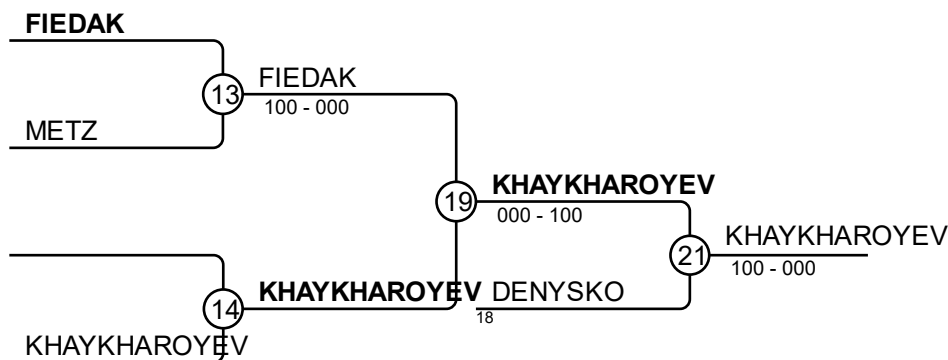 FIEDAK
13
FIEDAK
100 - 000
METZ
19
KHAYKHAROYEV
000 - 100
21
KHAYKHAROYEV
100 - 000
14
KHAYKHAROYEV
DENYSKO
18
KHAYKHAROYEV